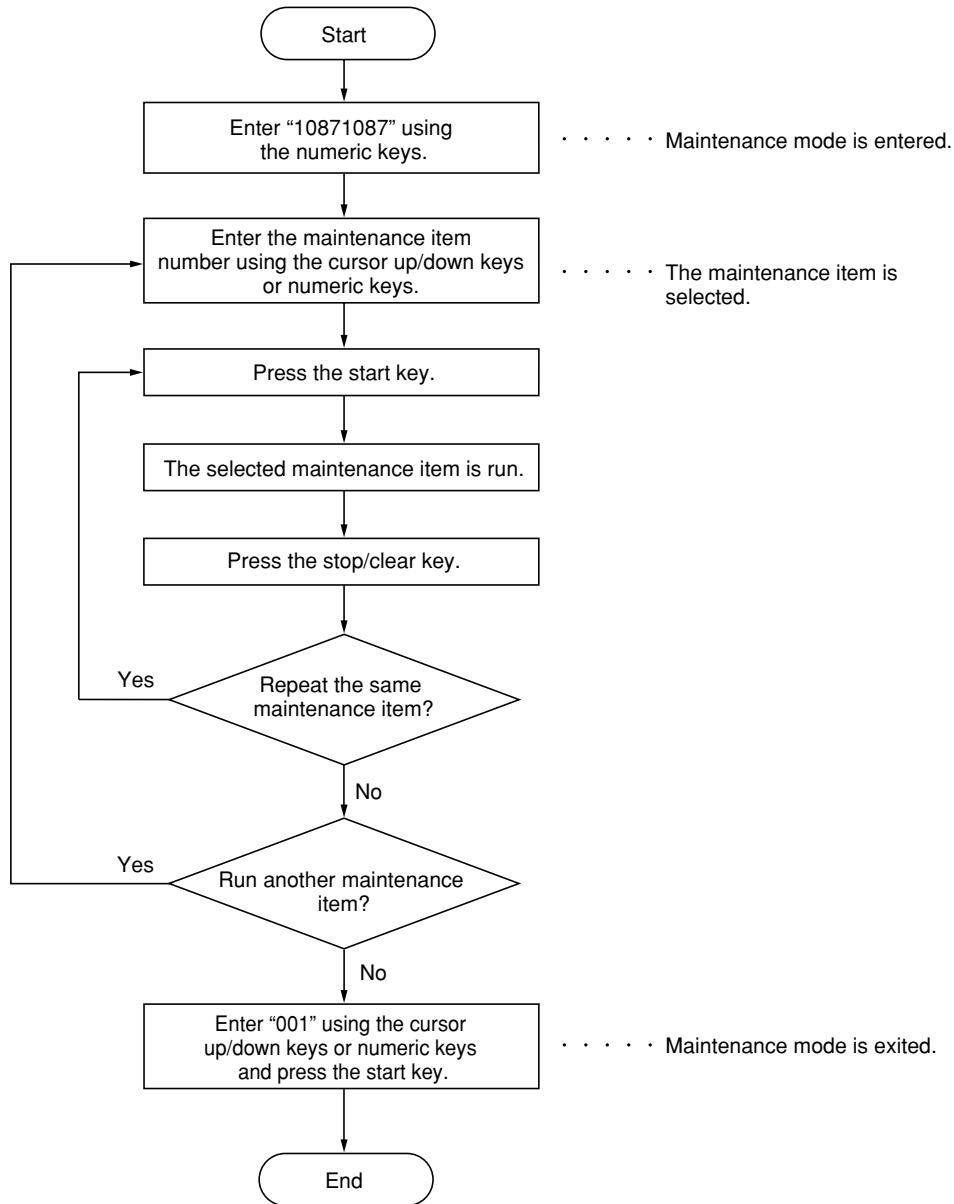 Start
Enter “10871087” using
the numeric keys.
· · · · · Maintenance mode is entered.
Enter the maintenance item
number using the cursor up/down keys
or numeric keys.
· · · · · The maintenance item is
selected.
Press the start key.
The selected maintenance item is run.
Press the stop/clear key.
Yes
Repeat the same
maintenance item?
No
Yes
Run another maintenance
item?
No
Enter “001” using the cursor
up/down keys or numeric keys
and press the start key.
· · · · · Maintenance mode is exited.
End